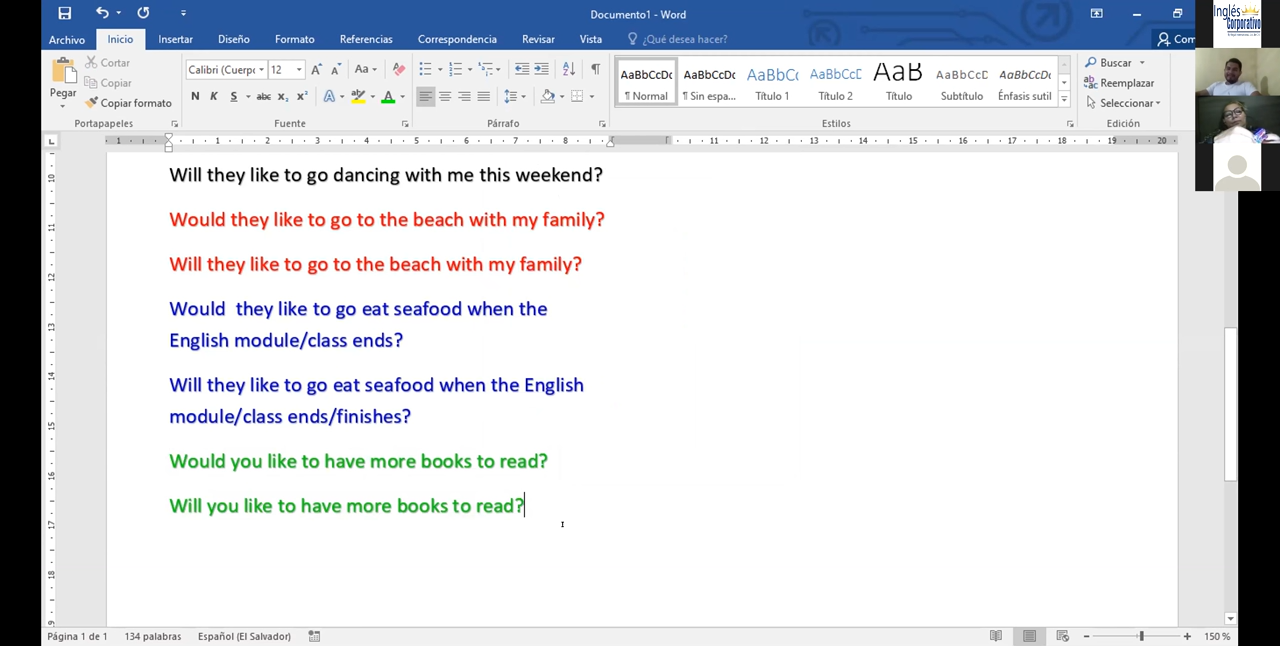 Documento1 - Word
Archivo Inicio Insertar Diseño Formato Referencias Correspondencia Revisar Vista ¿Qué desea hacer? Com
Pegar
Cortar
Copiar
Copiar formato
Portapapeles
Calibri (Cuerpo 12
Fuente
Párrafo
AaBbCcDc AaBbCcDc AaBbCc AaBbCcD AaB AaBbCcD AaBbCcDc
¶ Normal ¶ Sin espa... Título 1 Título 2 Título Subtítulo Énfasis sutil
Estilos
Buscar
Reemplazar
Seleccionar
Edición
Inglés
Corporativo
Will they like to go dancing with me this weekend?
Would they like to go to the beach with my family?
Will they like to go to the beach with my family?
Would  they like to go eat seafood when the
English module/class ends?
Will they like to go eat seafood when the English
module/class ends/finishes?
Would you like to have more books to read?
Will you like to have more books to read?
Página 1 de 1 134 palabras Español (El Salvador) 150 %